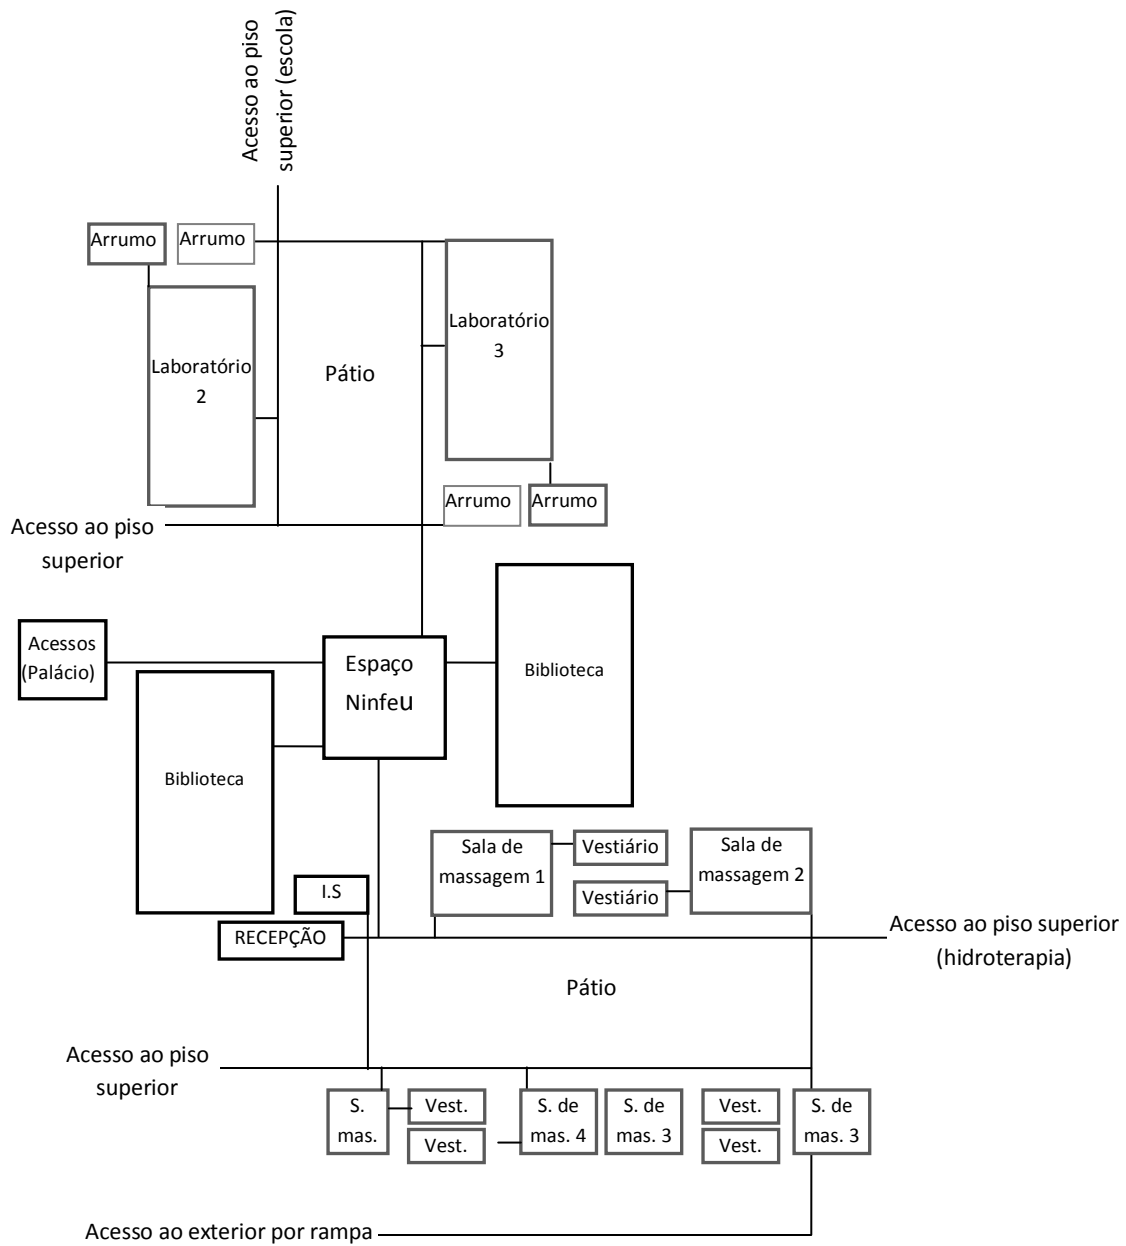 Acesso ao piso
superior (escola)
Arrumo
Arrumo
Laboratório
3
Laboratório
2
Pátio
Arrumo
Arrumo
Acesso ao piso
superior
Acessos
(Palácio)
Espaço
Ninfeu
Biblioteca
Biblioteca
Sala de
massagem 1
Vestiário
Vestiário
Sala de
massagem 2
I.S
RECEPÇÃO
Acesso ao piso superior
(hidroterapia)
Pátio
Acesso ao piso
superior
S.
mas.
Vest.
Vest.
S. de
mas. 4
S. de
mas. 3
Vest.
Vest.
S. de
mas. 3
Acesso ao exterior por rampa